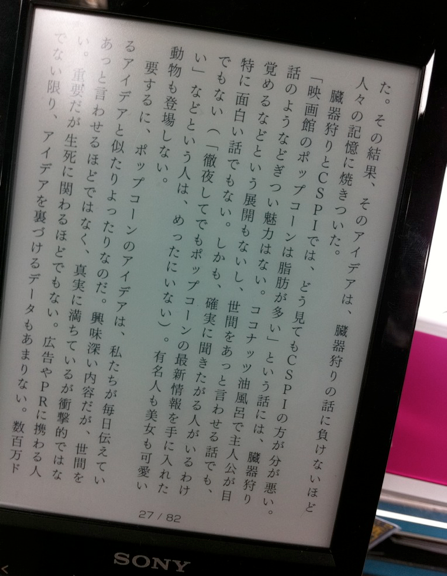 た。その結果、そのアイデアは、臓器狩りの話に負けないほど
人々の記憶に焼きついた。
臓器狩りとCSPIでは、どう見てもCSPIの方が分が悪い。
「映画館のポップコーンは脂肪が多い」という話には、臓器狩り
話のようなどぎつい魅力はない。ココナッツ油風呂で主人公が目
覚めるなどという展開もないし、世間をあっと言わせる話でも、
特に面白い話でもない。しかも、確実に聞きたがる人がいるわけ
でもない(「徹夜してでもポップコーンの最新情報を手に入れた
い」などという人は、めったにいない)。有名人も美女も可愛い
動物も登場しない。
要するに、ポップコーンのアイデアは、私たちが毎日伝えてい
るアイデアと似たりよったりなのだ。興味深い内容だが、世間を
あっと言わせるほどではなく、真実に満ちているが衝撃的ではな
い。重要だが生死に関わるほどでもない。広告やPRに携わる人
でない限り、アイデアを裏づけるデータもあまりない。数百万ド
27 / 82
SONY